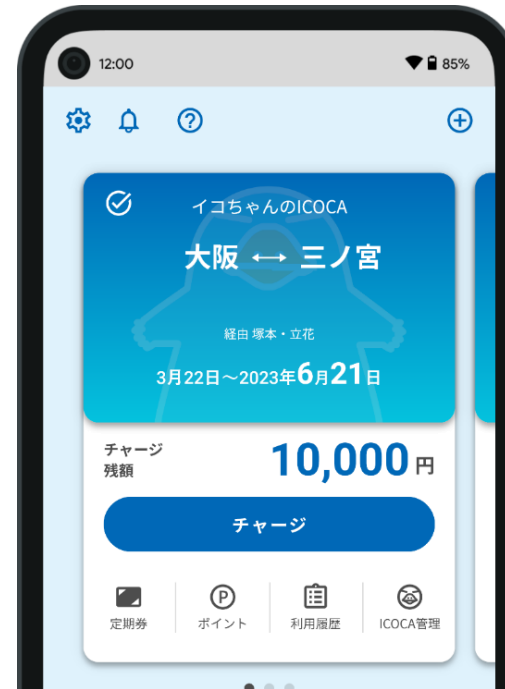 12:00
85%
イコちゃんのICOCA
大阪 ↔ 三ノ宮
経由 塚本・立花
3月22日～2023年6月21日
チャージ
残額
10,000 円
チャージ
定期券
P
ポイント
利用履歴
ICOCA管理